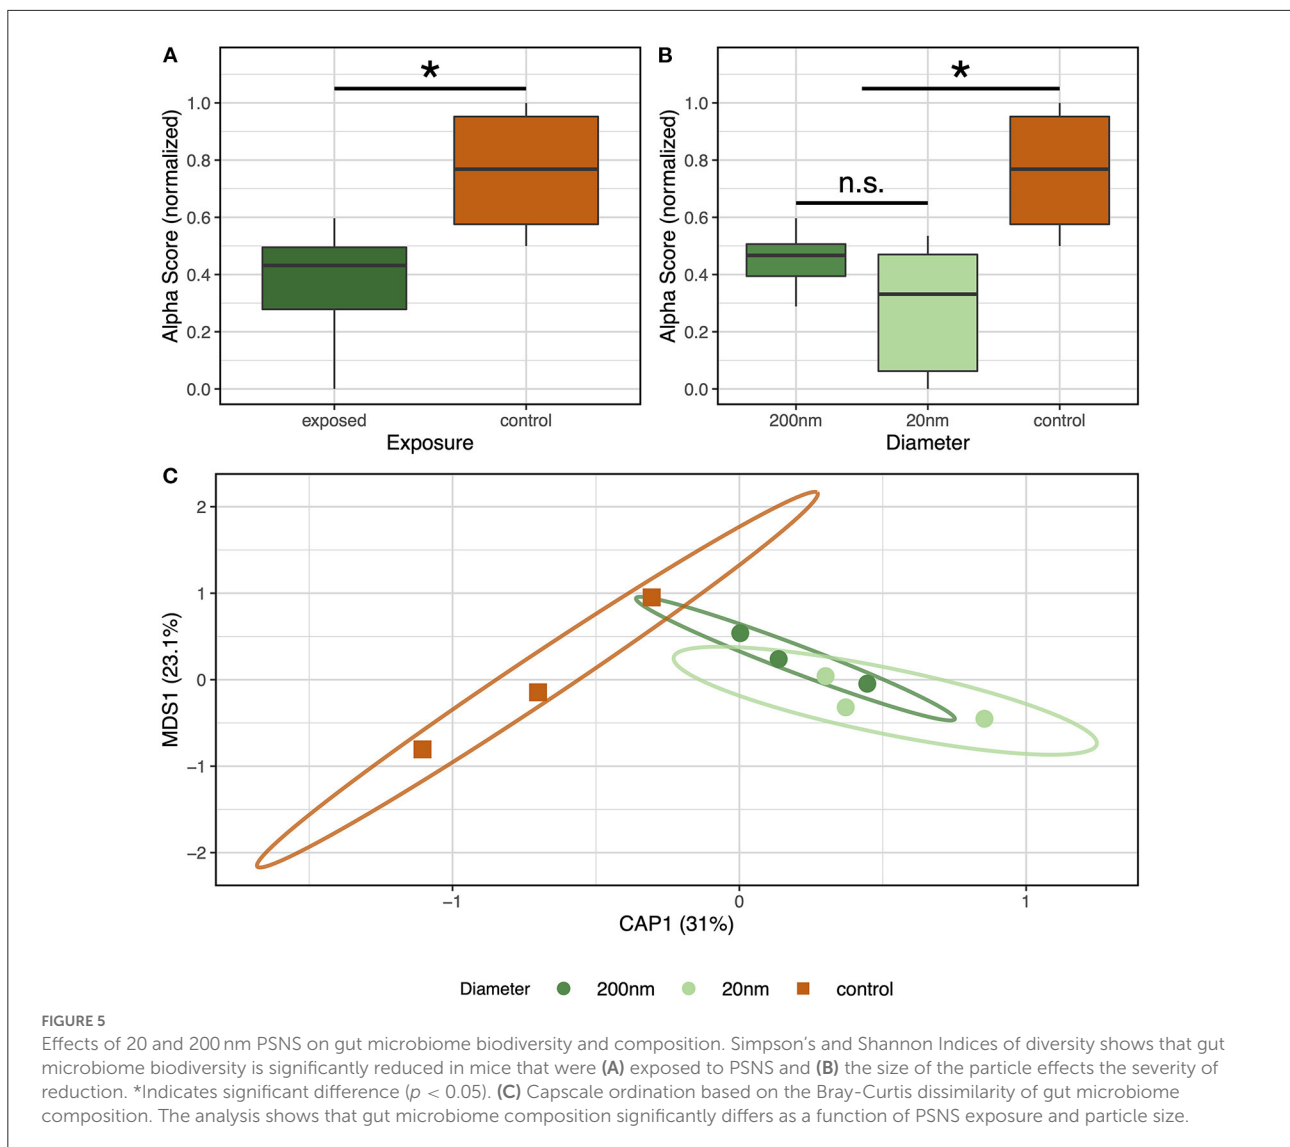 A
*
Alpha Score (normalized)
1.0
0.8
0.6
0.4
0.2
0.0
exposed
control
Exposure
B
*
n.s.
Alpha Score (normalized)
1.0
0.8
0.6
0.4
0.2
0.0
200nm
20nm
control
Diameter
C
MDS1 (23.1%)
2
1
0
−1
−2
−1
0
1
CAP1 (31%)
Diameter 200nm 20nm control
FIGURE 5
Effects of 20 and 200 nm PSNS on gut microbiome biodiversity and composition. Simpson’s and Shannon Indices of diversity shows that gut
microbiome biodiversity is significantly reduced in mice that were (A) exposed to PSNS and (B) the size of the particle effects the severity of
reduction. *Indicates significant difference (p < 0.05). (C) Capscale ordination based on the Bray-Curtis dissimilarity of gut microbiome
composition. The analysis shows that gut microbiome composition significantly differs as a function of PSNS exposure and particle size.